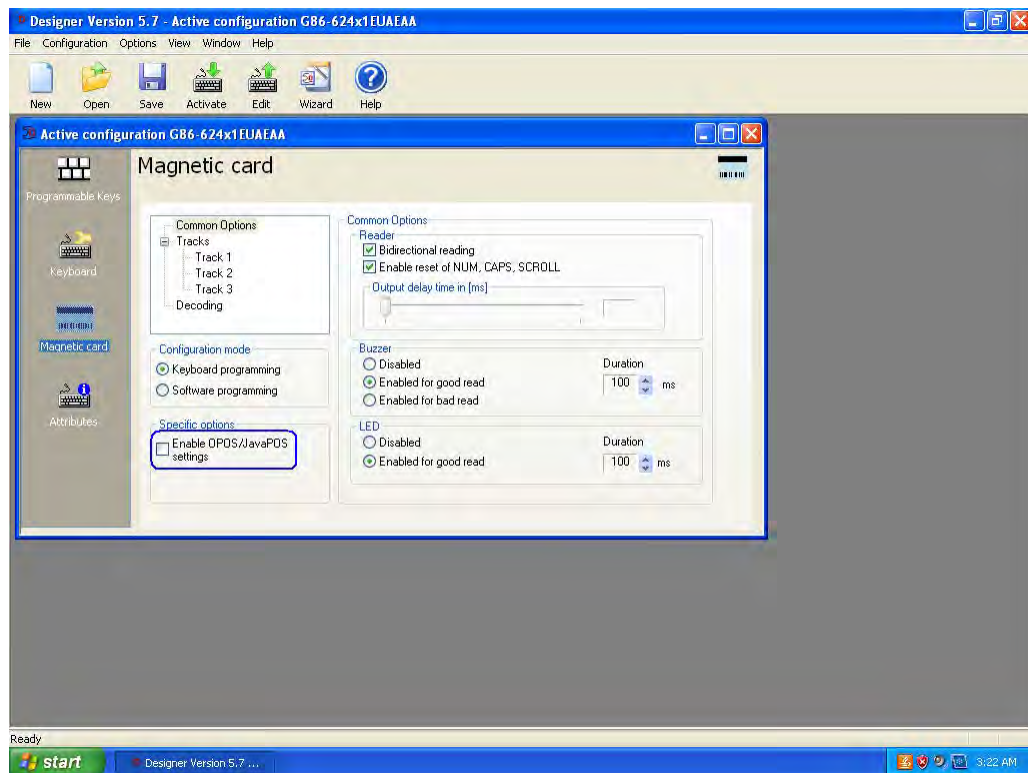 Designer Version 5.7 - Active configuration G86-624x1EUAEAA
File Configuration Options View Window Help
New Open Save Activate Edit Wizard Help
Active configuration G86-624x1EUAEAA
Programmable Keys
Keyboard
Magnetic card
Attributes
Magnetic card
Common Options
Tracks
Track 1
Track 2
Track 3
Decoding
Configuration mode
Keyboard programming
Software programming
Specific options
Enable OPOS/JavaPOS
settings
Common Options
Reader
Bidirectional reading
Enable reset of NUM, CAPS, SCROLL
Output delay time in [ms]
Buzzer
Disabled Duration
Enabled for good read 100 ms
Enabled for bad read
LED
Disabled Duration
Enabled for good read 100 ms
Ready
start Designer Version 5.7 ... 3:22 AM